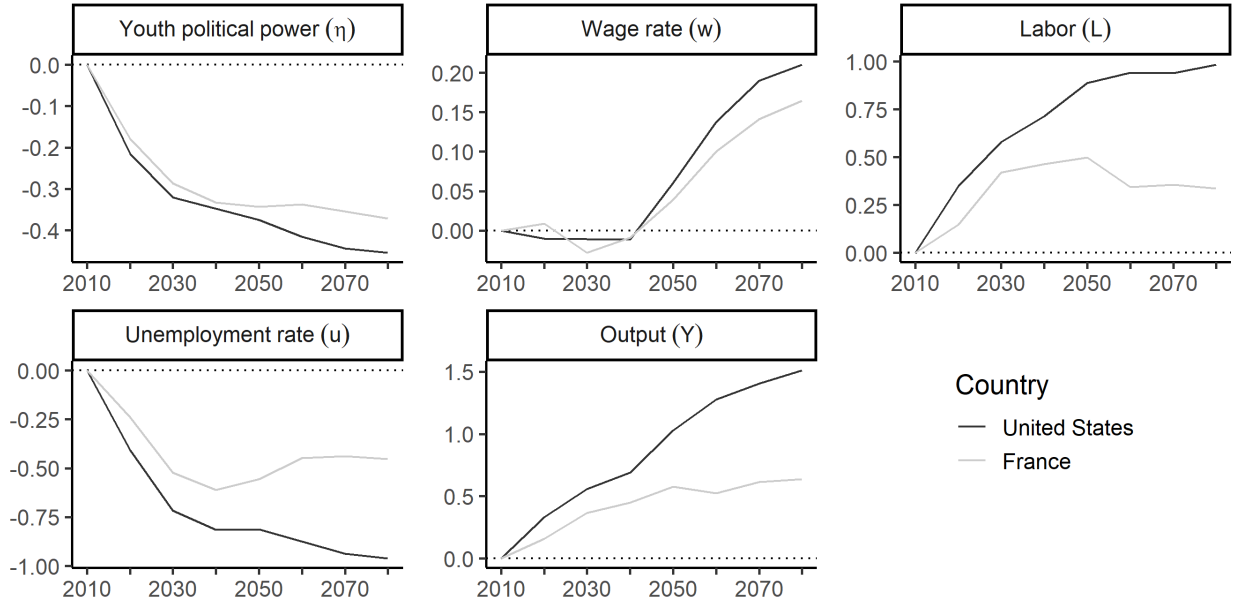 Youth political power (η)
0.0
-0.1
-0.2
-0.3
-0.4
2010 2030 2050 2070
Wage rate (w)
0.20
0.15
0.10
0.05
0.00
2010 2030 2050 2070
Labor (L)
1.00
0.75
0.50
0.25
0.00
2010 2030 2050 2070
Unemployment rate (u)
0.00
-0.25
-0.50
-0.75
-1.00
2010 2030 2050 2070
Output (Y)
1.5
1.0
0.5
0.0
2010 2030 2050 2070
Country
United States
France